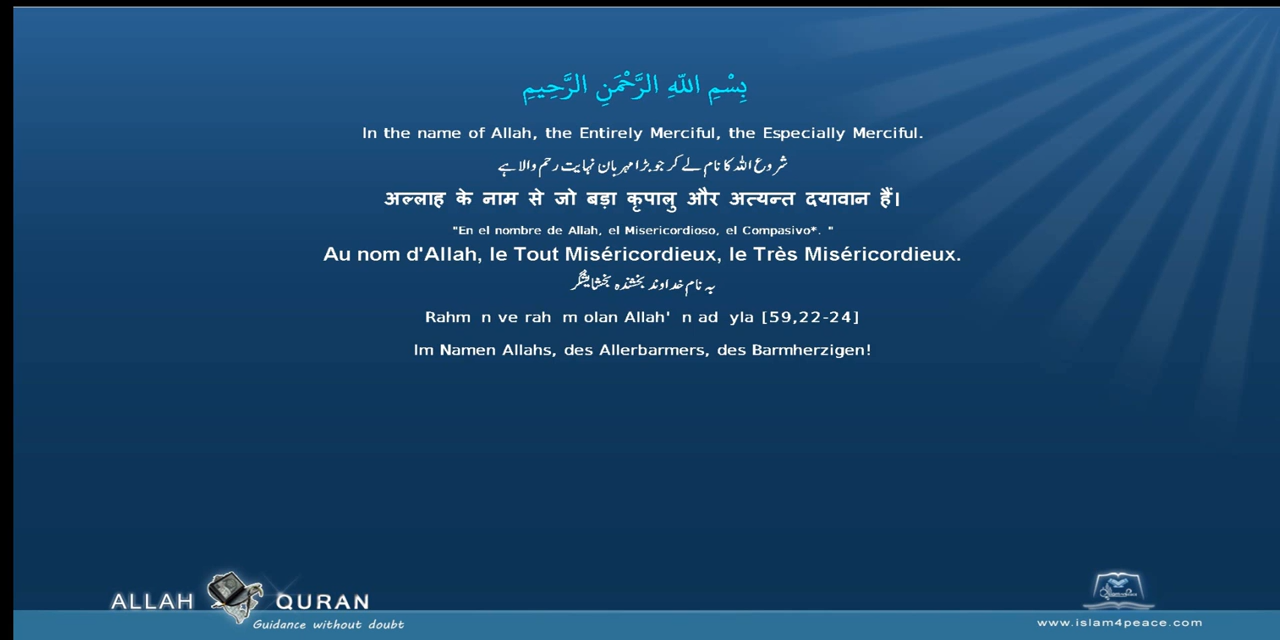 بِسْمِ اللّهِ الرَّحْمَنِ الرَّحِيمِ
In the name of Allah, the Entirely Merciful, the Especially Merciful.
شروع الله کا نام لے کر جو بڑا مہربان نہایت رحم والا ہے
अल्लाह के नाम से जो बड़ा कृपालु और अत्यन्त दयावान हैं।
"En el nombre de Allah, el Misericordioso, el Compasivo*. "
Au nom d'Allah, le Tout Miséricordieux, le Très Miséricordieux.
به نام خداوند بخشنده بخشایشگر
Rahm n ve rah m olan Allah' n ad yla [59,22-24]
Im Namen Allahs, des Allerbarmers, des Barmherzigen!
ALLAH QURAN
Guidance without doubt
www.islam4peace.com